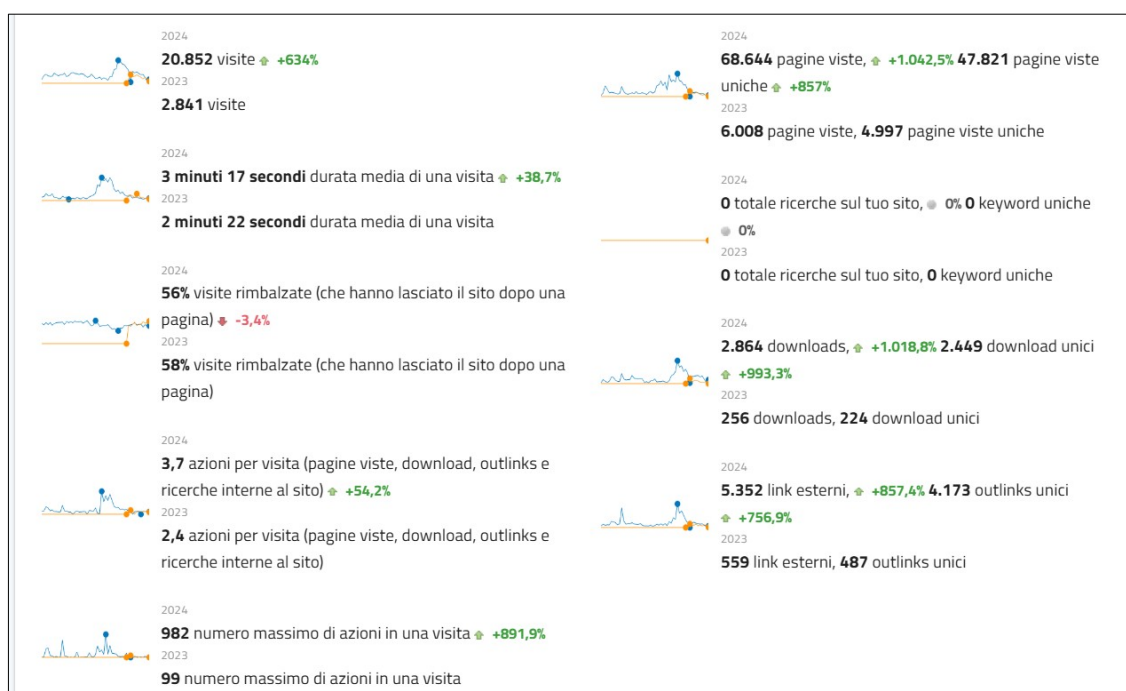 2024
20.852 visite +634%
2023
2.841 visite
2024
3 minuti 17 secondi durata media di una visita +38,7%
2023
2 minuti 22 secondi durata media di una visita
2024
56% visite rimbalzate (che hanno lasciato il sito dopo una
pagina) -3,4%
2023
58% visite rimbalzate (che hanno lasciato il sito dopo una
pagina)
2024
3,7 azioni per visita (pagine viste, download, outlinks e
ricerche interne al sito) +54,2%
2023
2,4 azioni per visita (pagine viste, download, outlinks e
ricerche interne al sito)
2024
982 numero massimo di azioni in una visita +891,9%
2023
99 numero massimo di azioni in una visita
2024
68.644 pagine viste, +1.042,5% 47.821 pagine viste
uniche +857%
2023
6.008 pagine viste, 4.997 pagine viste uniche
2024
0 totale ricerche sul tuo sito, 0% 0 keyword uniche
0%
2023
0 totale ricerche sul tuo sito, 0 keyword uniche
2024
2.864 downloads, +1.018,8% 2.449 download unici
+993,3%
2023
256 downloads, 224 download unici
2024
5.352 link esterni, +857,4% 4.173 outlinks unici
+756,9%
2023
559 link esterni, 487 outlinks unici